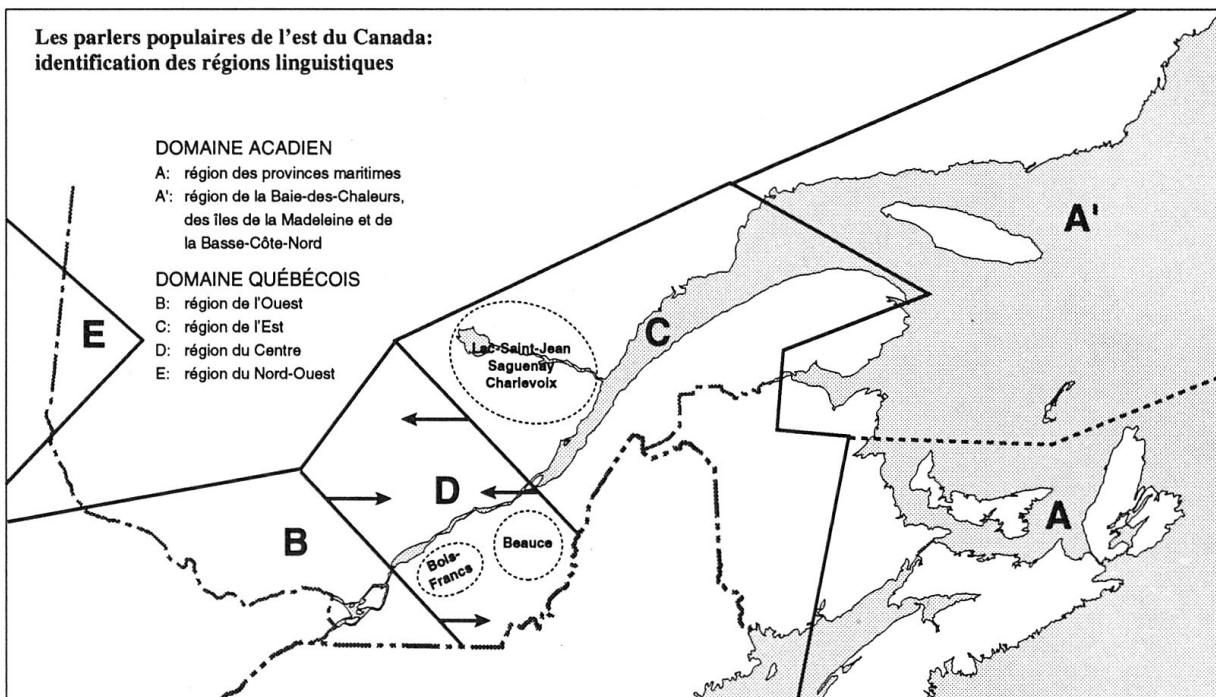 Les parlers populaires de l'est du Canada:
identification des régions linguistiques
DOMAINE ACADIEN
A: région des provinces maritimes
A': région de la Baie-des-Chaleurs,
des îles de la Madeleine et de
la Basse-Côte-Nord
DOMAINE QUÉBÉCOIS
B: région de l'Ouest
C: région de l'Est
D: région du Centre
E: région du Nord-Ouest
A'
E
C
Lac-Saint-Jean
Saguenay
Charlevoix
D
A
B
Beauce
Bois-
Francs